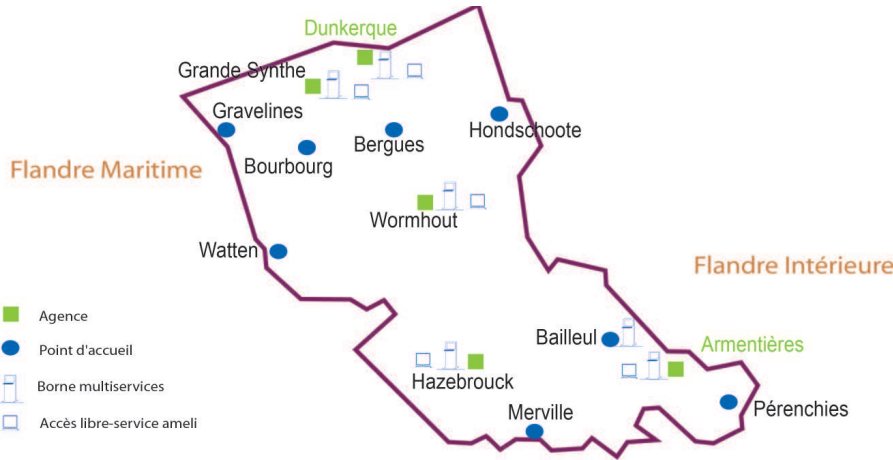 Dunkerque
Grande Synthe
Gravelines
Bourbourg
Bergues
Hondschoote
Flandre Maritime
Wormhout
Watten
Flandre Intérieure
Agence
Point d'accueil
Borne multiservices
Accès libre-service ameli
Bailleul
Armentières
Hazebrouck
Merville
Pérenchies